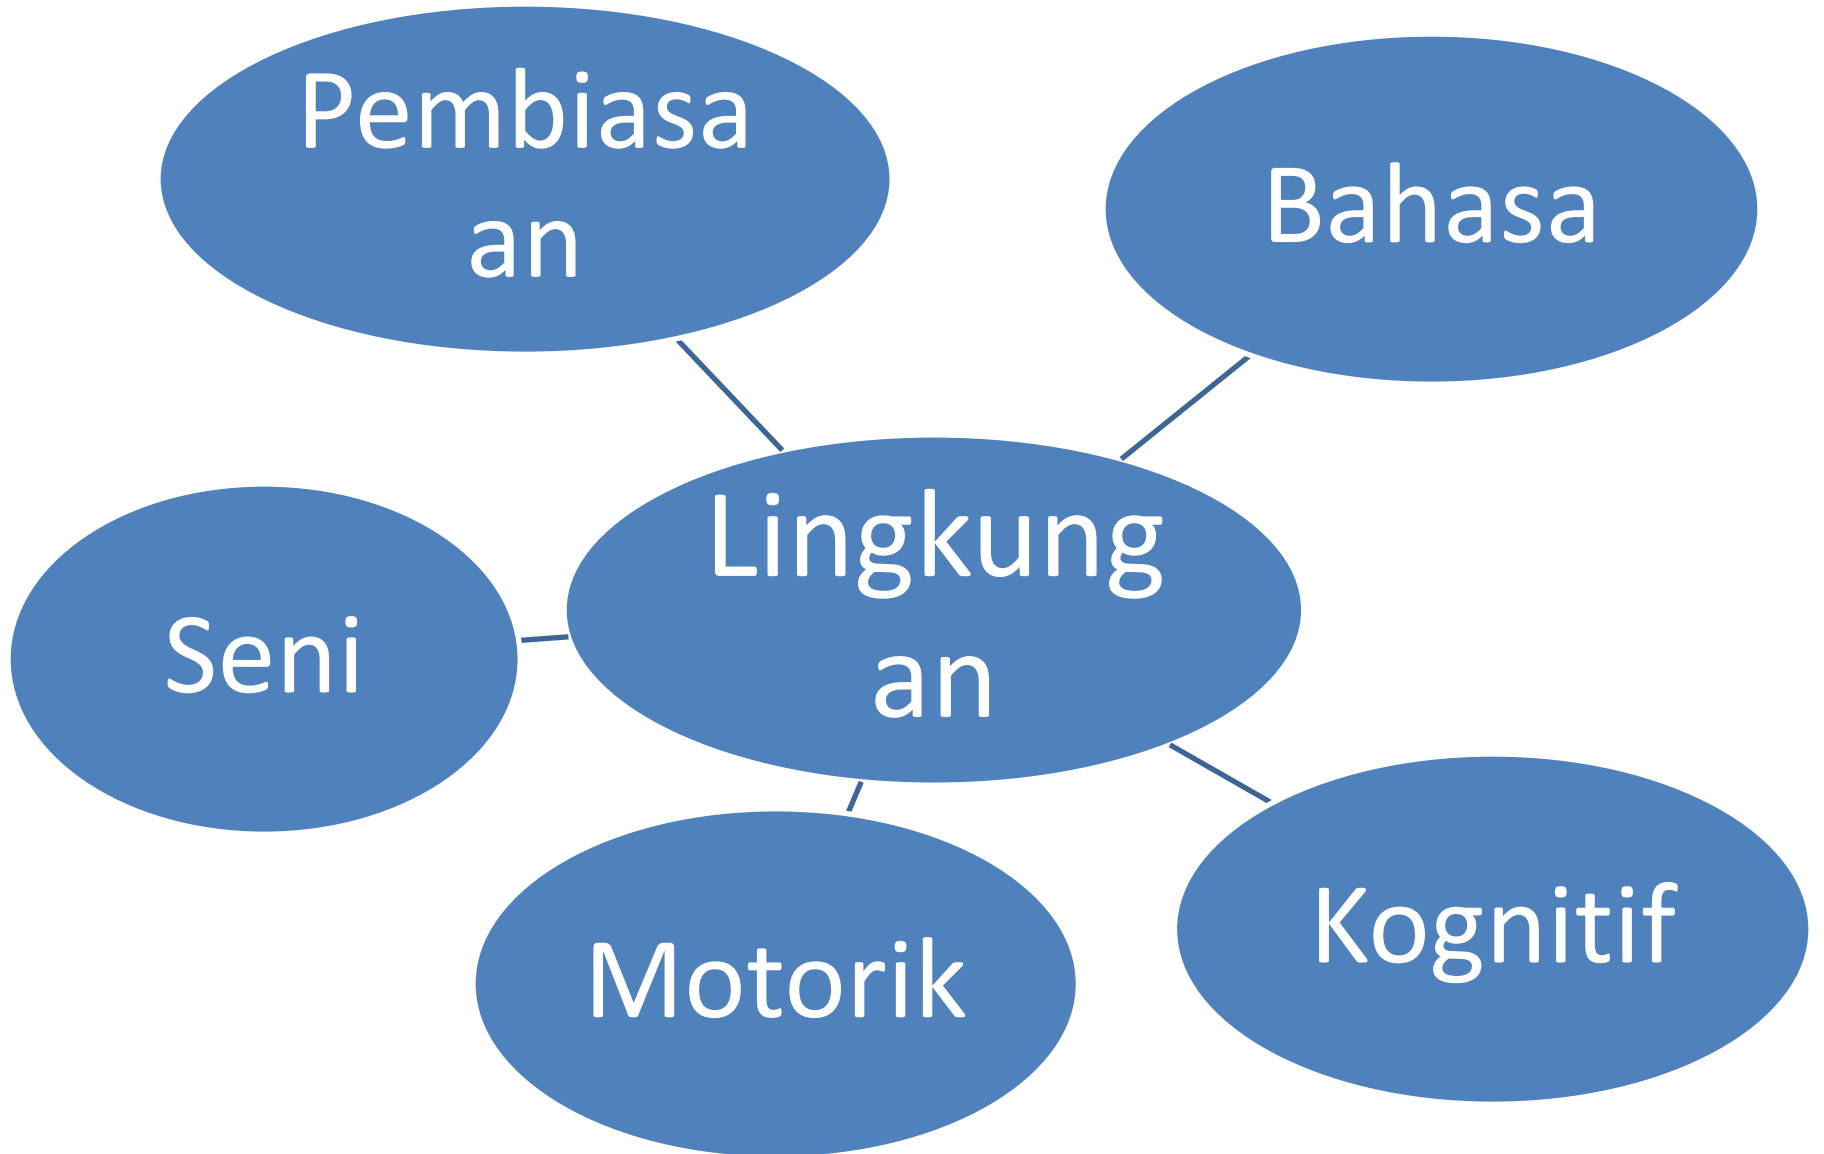 Pembiasa
an
Bahasa
Lingkung
an
Seni
Motorik
Kognitif